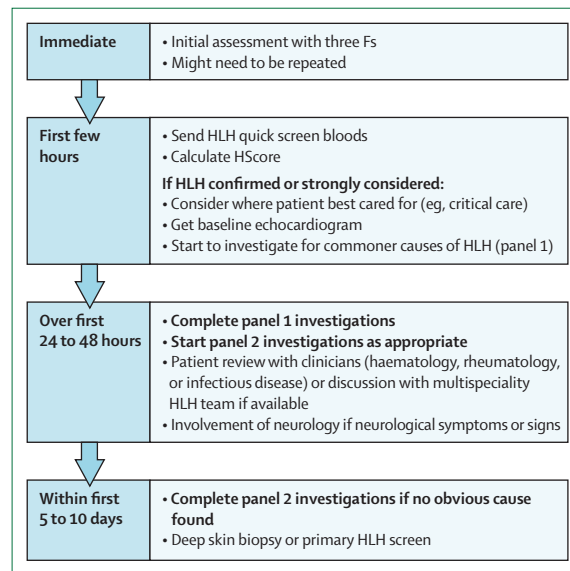 Immediate
• Initial assessment with three Fs
• Might need to be repeated
First few
hours
• Send HLH quick screen bloods
• Calculate HScore
If HLH confirmed or strongly considered:
• Consider where patient best cared for (eg, critical care)
• Get baseline echocardiogram
• Start to investigate for commoner causes of HLH (panel 1)
Over first
24 to 48 hours
• Complete panel 1 investigations
• Start panel 2 investigations as appropriate
• Patient review with clinicians (haematology, rheumatology,
or infectious disease) or discussion with multispeciality
HLH team if available
• Involvement of neurology if neurological symptoms or signs
Within first
5 to 10 days
• Complete panel 2 investigations if no obvious cause
found
• Deep skin biopsy or primary HLH screen